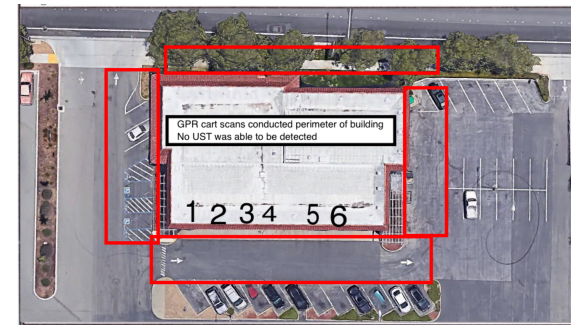 GPR cart scans conducted perimeter of building
No UST was able to be detected
1 2 3 4 5 6